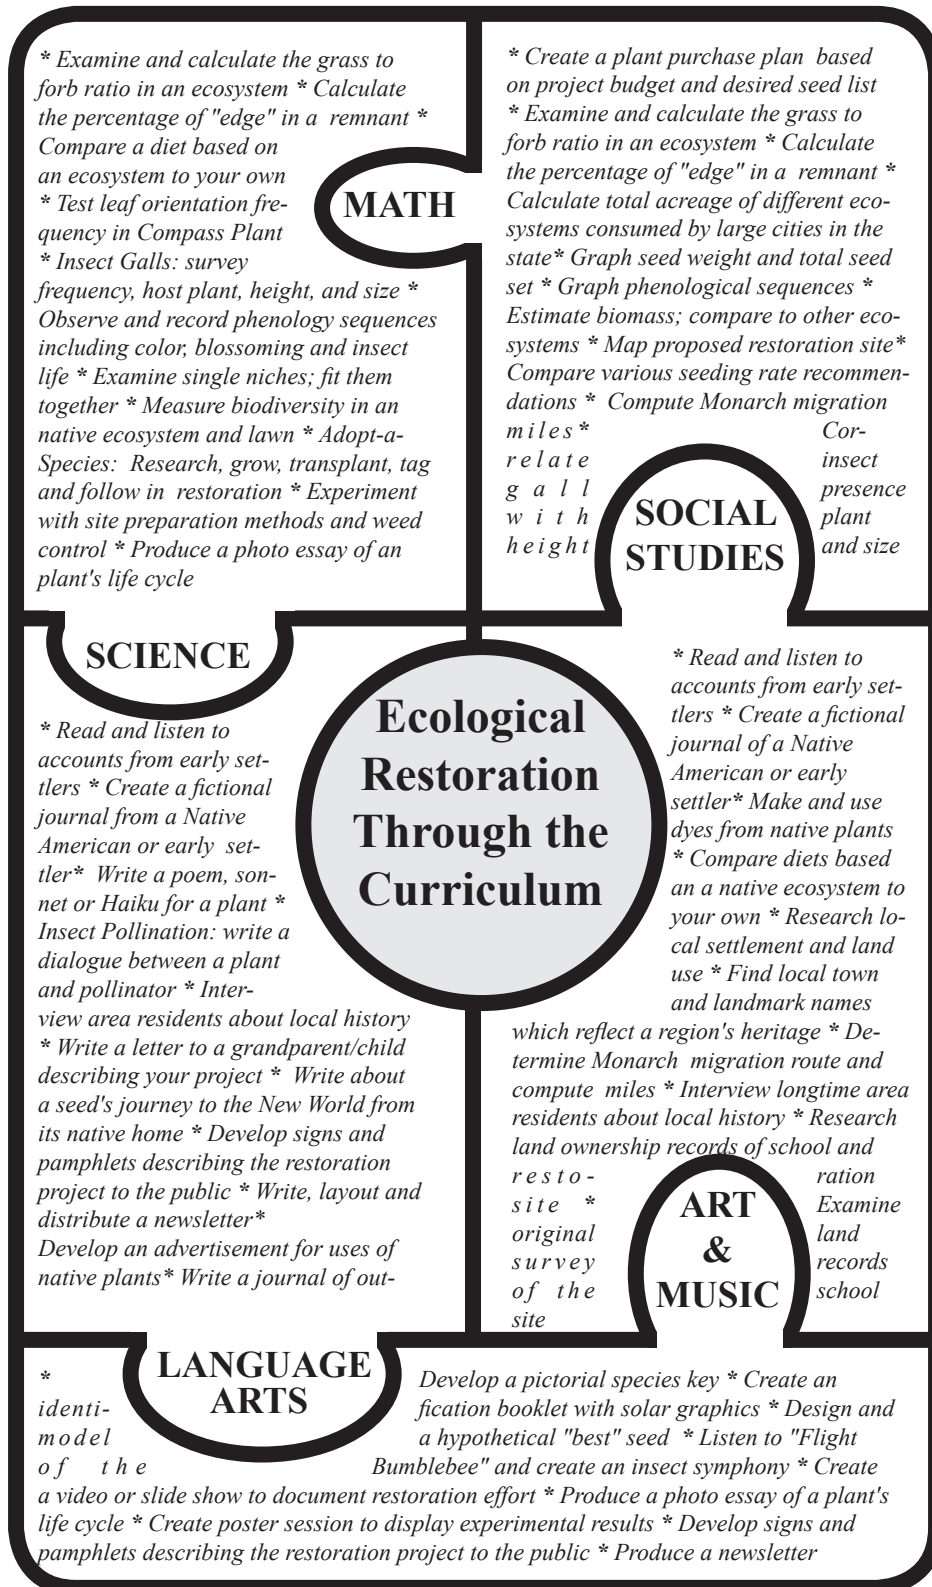 * Examine and calculate the grass to
forb ratio in an ecosystem * Calculate
the percentage of "edge" in a remnant *
Compare a diet based on
an ecosystem to your own
* Test leaf orientation fre-
quency in Compass Plant
* Insect Galls: survey
frequency, host plant, height, and size *
Observe and record phenology sequences
including color, blossoming and insect
life * Examine single niches; fit them
together * Measure biodiversity in an
native ecosystem and lawn * Adopt-a-
Species: Research, grow, transplant, tag
and follow in restoration * Experiment
with site preparation methods and weed
control * Produce a photo essay of an
plant's life cycle
MATH
* Create a plant purchase plan based
on project budget and desired seed list
* Examine and calculate the grass to
forb ratio in an ecosystem * Calculate
the percentage of "edge" in a remnant *
Calculate total acreage of different eco-
systems consumed by large cities in the
state* Graph seed weight and total seed
set * Graph phenological sequences *
Estimate biomass; compare to other eco-
systems * Map proposed restoration site*
Compare various seeding rate recommen-
dations * Compute Monarch migration
miles* Cor-
relate insect
gall presence
with plant
height and size
SOCIAL
STUDIES
SCIENCE
* Read and listen to
accounts from early set-
tlers * Create a fictional
journal from a Native
American or early set-
tler* Write a poem, son-
net or Haiku for a plant *
Insect Pollination: write a
dialogue between a plant
and pollinator * Inter-
view area residents about local history
* Write a letter to a grandparent/child
describing your project * Write about
a seed's journey to the New World from
its native home * Develop signs and
pamphlets describing the restoration
project to the public * Write, layout and
distribute a newsletter*
Develop an advertisement for uses of
native plants* Write a journal of out-
Ecological
Restoration
Through the
Curriculum
* Read and listen to
accounts from early set-
tlers * Create a fictional
journal of a Native
American or early
settler* Make and use
dyes from native plants
* Compare diets based
an a native ecosystem to
your own * Research lo-
cal settlement and land
use * Find local town
and landmark names
which reflect a region's heritage * De-
termine Monarch migration route and
compute miles * Interview longtime area
residents about local history * Research
land ownership records of school and
resto- ration
site * Examine
original land
survey records
of the school
site
ART
&
MUSIC
LANGUAGE
ARTS
* Develop a pictorial species key * Create an
identi- fication booklet with solar graphics * Design and
model a hypothetical "best" seed * Listen to "Flight
of the Bumblebee" and create an insect symphony * Create
a video or slide show to document restoration effort * Produce a photo essay of a plant's
life cycle * Create poster session to display experimental results * Develop signs and
pamphlets describing the restoration project to the public * Produce a newsletter